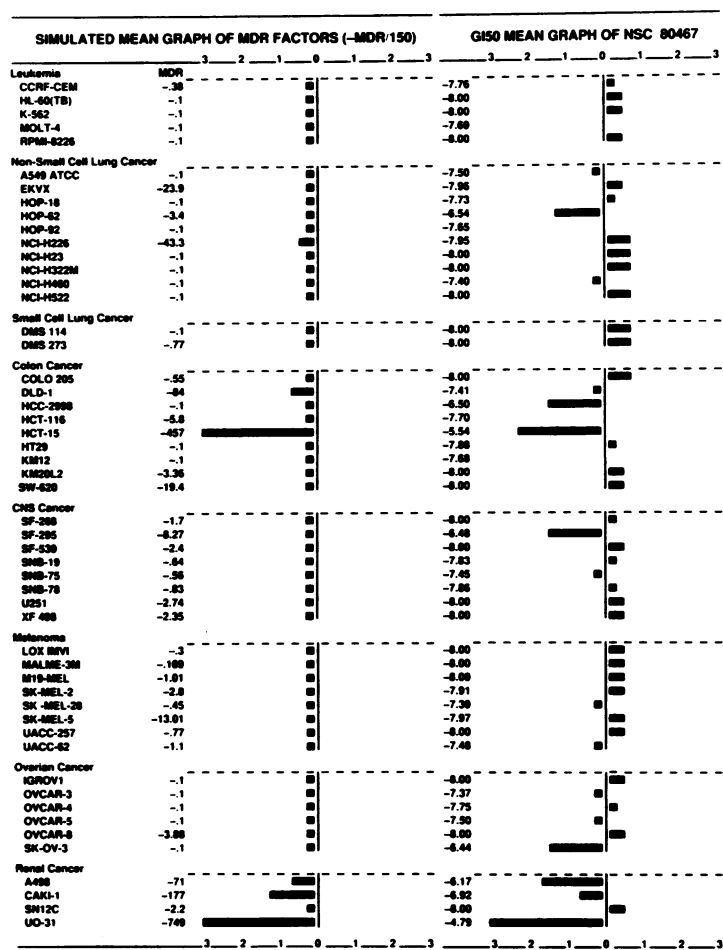 SIMULATED MEAN GRAPH OF MDR FACTORS (–MDR/150) GI50 MEAN GRAPH OF NSC 80467
3 2 1 0 1 2 3 3 2 1 0 1 2 3
Leukemia MDR
CCRF-CEM –.38 –7.76
HL-60(TB) –.1 –8.00
K-562 –.1 –8.00
MOLT-4 –.1 –7.69
RPMI-8226 –.1 –8.00
Non-Small Cell Lung Cancer
A549 ATCC –.1 –7.50
EKVX –23.9 –7.96
HOP-18 –.1 –7.73
HOP-62 –3.4 –6.54
HOP-92 –.1 –7.65
NCI-H226 –43.3 –7.95
NCI-H23 –.1 –8.00
NCI-H322M –.1 –8.00
NCI-H460 –.1 –7.40
NCI-H522 –.1 –8.00
Small Cell Lung Cancer
DMS 114 –.1 –8.00
DMS 273 –.77 –8.00
Colon Cancer
COLO 205 –.55 –8.00
DLD-1 –84 –7.41
HCC-2998 –.1 –6.50
HCT-116 –5.8 –7.70
HCT-15 –457 –5.54
HT29 –.1 –7.86
KM12 –.1 –7.68
KM20L2 –3.36 –8.00
SW-620 –19.4 –8.00
CNS Cancer
SF-268 –1.7 –8.00
SF-295 –8.27 –6.48
SF-539 –2.4 –8.00
SNB-19 –.64 –7.83
SNB-75 –.56 –7.45
SNB-78 –.83 –7.86
U251 –2.74 –8.00
XF 498 –2.35 –8.00
Melanoma
LOX IMVI –.3 –8.00
MALME-3M –.169 –8.00
M19-MEL –1.01 –8.00
SK-MEL-2 –2.8 –7.91
SK -MEL-28 –.45 –7.39
SK-MEL-5 –13.01 –7.97
UACC-257 –.77 –8.00
UACC-62 –1.1 –7.48
Ovarian Cancer
IGROV1 –.1 –8.00
OVCAR-3 –.1 –7.37
OVCAR-4 –.1 –7.75
OVCAR-5 –.1 –7.50
OVCAR-8 –3.88 –8.00
SK-OV-3 –.1 –6.44
Renal Cancer
A498 –71 –6.17
CAKI-1 –177 –6.92
SN12C –2.2 –8.00
UO-31 –749 –4.79
3 2 1 0 1 2 3 3 2 1 0 1 2 3